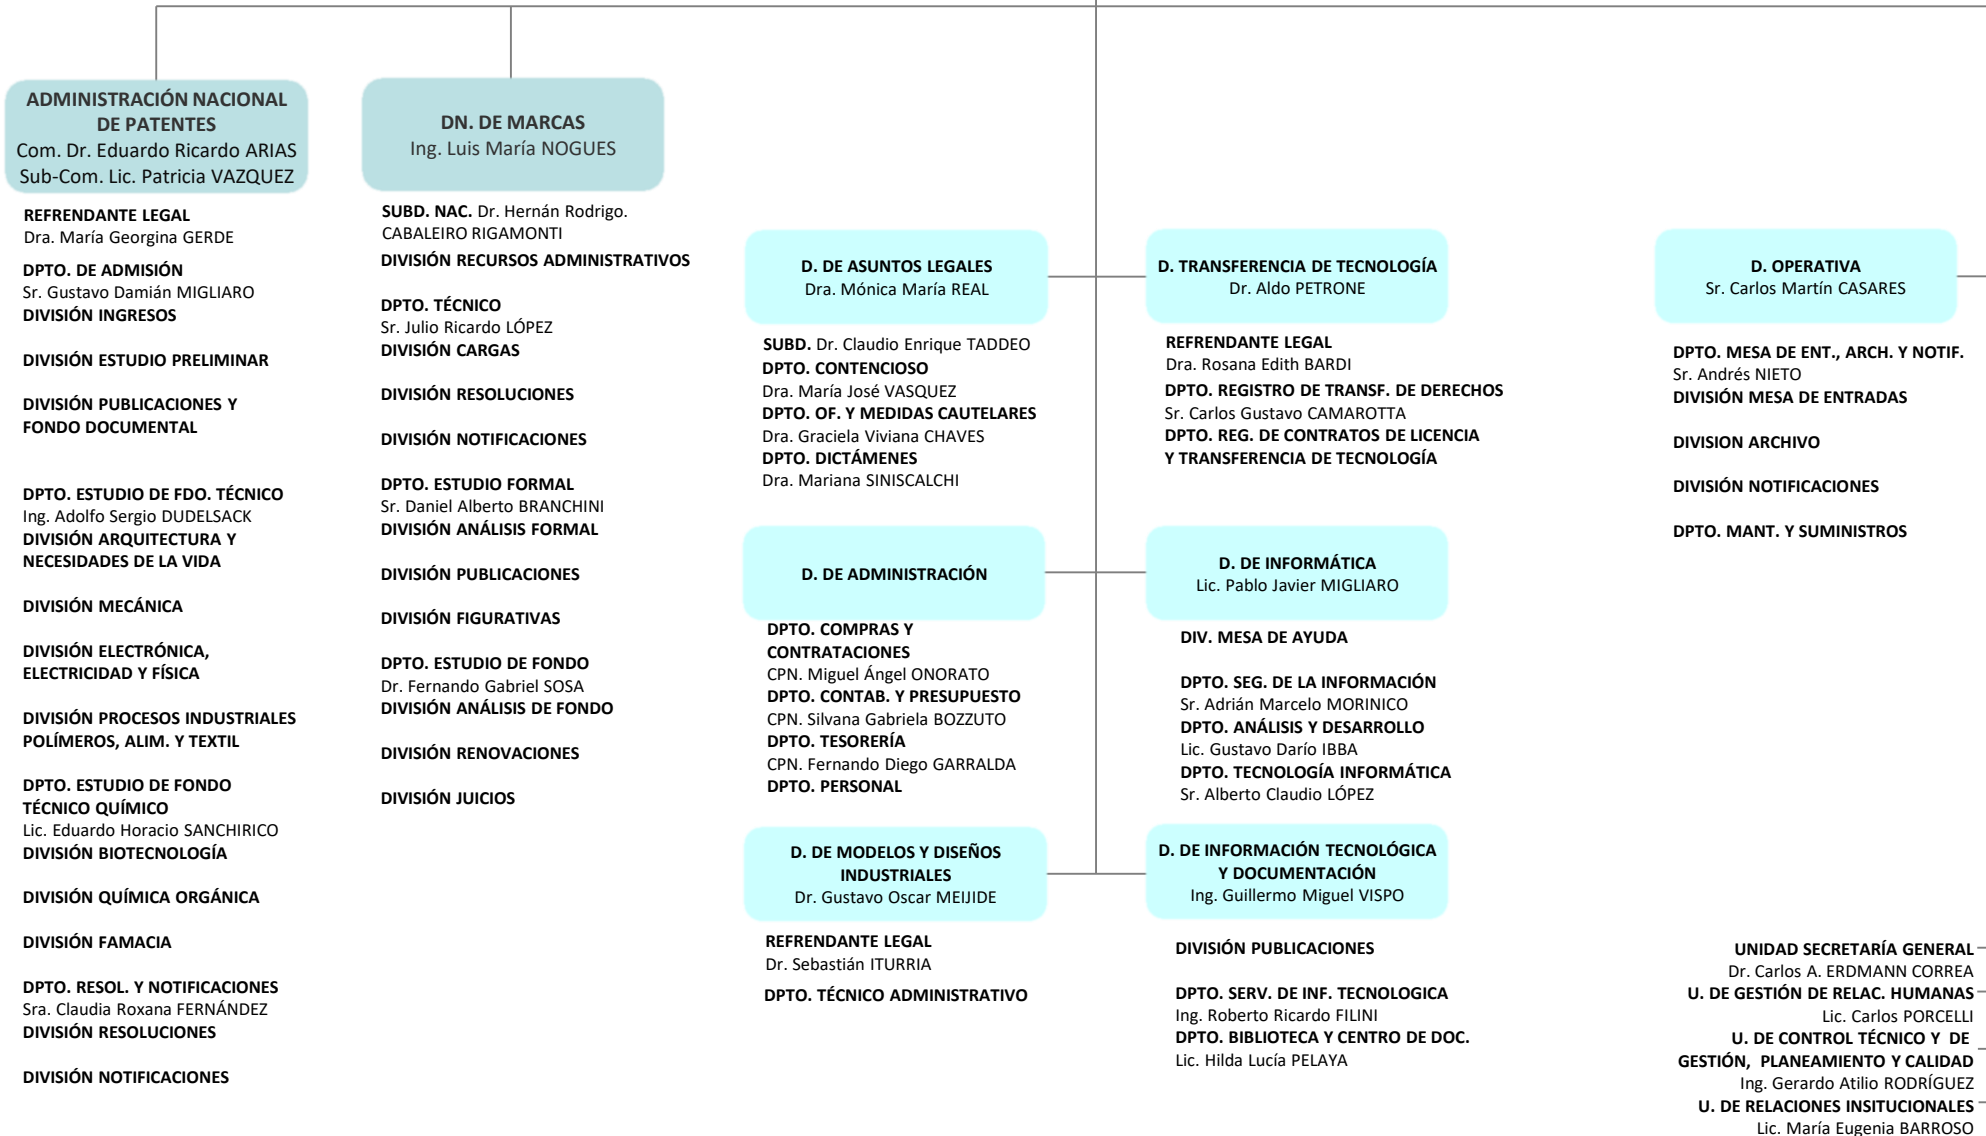 ADMINISTRACIÓN NACIONAL
DE PATENTES
Com. Dr. Eduardo Ricardo ARIAS
Sub-Com. Lic. Patricia VAZQUEZ
REFRENDANTE LEGAL
Dra. María Georgina GERDE
DPTO. DE ADMISIÓN
Sr. Gustavo Damián MIGLIARO
DIVISIÓN INGRESOS
DIVISIÓN ESTUDIO PRELIMINAR
DIVISIÓN PUBLICACIONES Y
FONDO DOCUMENTAL
DPTO. ESTUDIO DE FDO. TÉCNICO
Ing. Adolfo Sergio DUDELSACK
DIVISIÓN ARQUITECTURA Y
NECESIDADES DE LA VIDA
DIVISIÓN MECÁNICA
DIVISIÓN ELECTRÓNICA,
ELECTRICIDAD Y FÍSICA
DIVISIÓN PROCESOS INDUSTRIALES
POLÍMEROS, ALIM. Y TEXTIL
DPTO. ESTUDIO DE FONDO
TÉCNICO QUÍMICO
Lic. Eduardo Horacio SANCHIRICO
DIVISIÓN BIOTECNOLOGÍA
DIVISIÓN QUÍMICA ORGÁNICA
DIVISIÓN FAMACIA
DPTO. RESOL. Y NOTIFICACIONES
Sra. Claudia Roxana FERNÁNDEZ
DIVISIÓN RESOLUCIONES
DIVISIÓN NOTIFICACIONES
DN. DE MARCAS
Ing. Luis María NOGUES
SUBD. NAC. Dr. Hernán Rodrigo.
CABALEIRO RIGAMONTI
DIVISIÓN RECURSOS ADMINISTRATIVOS
DPTO. TÉCNICO
Sr. Julio Ricardo LÓPEZ
DIVISIÓN CARGAS
DIVISIÓN RESOLUCIONES
DIVISIÓN NOTIFICACIONES
DPTO. ESTUDIO FORMAL
Sr. Daniel Alberto BRANCHINI
DIVISIÓN ANÁLISIS FORMAL
DIVISIÓN PUBLICACIONES
DIVISIÓN FIGURATIVAS
DPTO. ESTUDIO DE FONDO
Dr. Fernando Gabriel SOSA
DIVISIÓN ANÁLISIS DE FONDO
DIVISIÓN RENOVACIONES
DIVISIÓN JUICIOS
D. DE ASUNTOS LEGALES
Dra. Mónica María REAL
SUBD. Dr. Claudio Enrique TADDEO
DPTO. CONTENCIOSO
Dra. María José VASQUEZ
DPTO. OF. Y MEDIDAS CAUTELARES
Dra. Graciela Viviana CHAVES
DPTO. DICTÁMENES
Dra. Mariana SINISCALCHI
D. DE ADMINISTRACIÓN
DPTO. COMPRAS Y
CONTRATACIONES
CPN. Miguel Ángel ONORATO
DPTO. CONTAB. Y PRESUPUESTO
CPN. Silvana Gabriela BOZZUTO
DPTO. TESORERÍA
CPN. Fernando Diego GARRALDA
DPTO. PERSONAL
D. DE MODELOS Y DISEÑOS
INDUSTRIALES
Dr. Gustavo Oscar MEIJIDE
REFRENDANTE LEGAL
Dr. Sebastián ITURRIA
DPTO. TÉCNICO ADMINISTRATIVO
D. TRANSFERENCIA DE TECNOLOGÍA
Dr. Aldo PETRONE
REFRENDANTE LEGAL
Dra. Rosana Edith BARDI
DPTO. REGISTRO DE TRANSF. DE DERECHOS
Sr. Carlos Gustavo CAMAROTTA
DPTO. REG. DE CONTRATOS DE LICENCIA
Y TRANSFERENCIA DE TECNOLOGÍA
D. DE INFORMÁTICA
Lic. Pablo Javier MIGLIARO
DIV. MESA DE AYUDA
DPTO. SEG. DE LA INFORMACIÓN
Sr. Adrián Marcelo MORINICO
DPTO. ANÁLISIS Y DESARROLLO
Lic. Gustavo Darío IBBA
DPTO. TECNOLOGÍA INFORMÁTICA
Sr. Alberto Claudio LÓPEZ
D. DE INFORMACIÓN TECNOLÓGICA
Y DOCUMENTACIÓN
Ing. Guillermo Miguel VISPO
DIVISIÓN PUBLICACIONES
DPTO. SERV. DE INF. TECNOLOGICA
Ing. Roberto Ricardo FILINI
DPTO. BIBLIOTECA Y CENTRO DE DOC.
Lic. Hilda Lucía PELAYA
D. OPERATIVA
Sr. Carlos Martín CASARES
DPTO. MESA DE ENT., ARCH. Y NOTIF.
Sr. Andrés NIETO
DIVISIÓN MESA DE ENTRADAS
DIVISION ARCHIVO
DIVISIÓN NOTIFICACIONES
DPTO. MANT. Y SUMINISTROS
UNIDAD SECRETARÍA GENERAL
Dr. Carlos A. ERDMANN CORREA
U. DE GESTIÓN DE RELAC. HUMANAS
Lic. Carlos PORCELLI
U. DE CONTROL TÉCNICO Y DE
GESTIÓN, PLANEAMIENTO Y CALIDAD
Ing. Gerardo Atilio RODRÍGUEZ
U. DE RELACIONES INSITUCIONALES
Lic. María Eugenia BARROSO